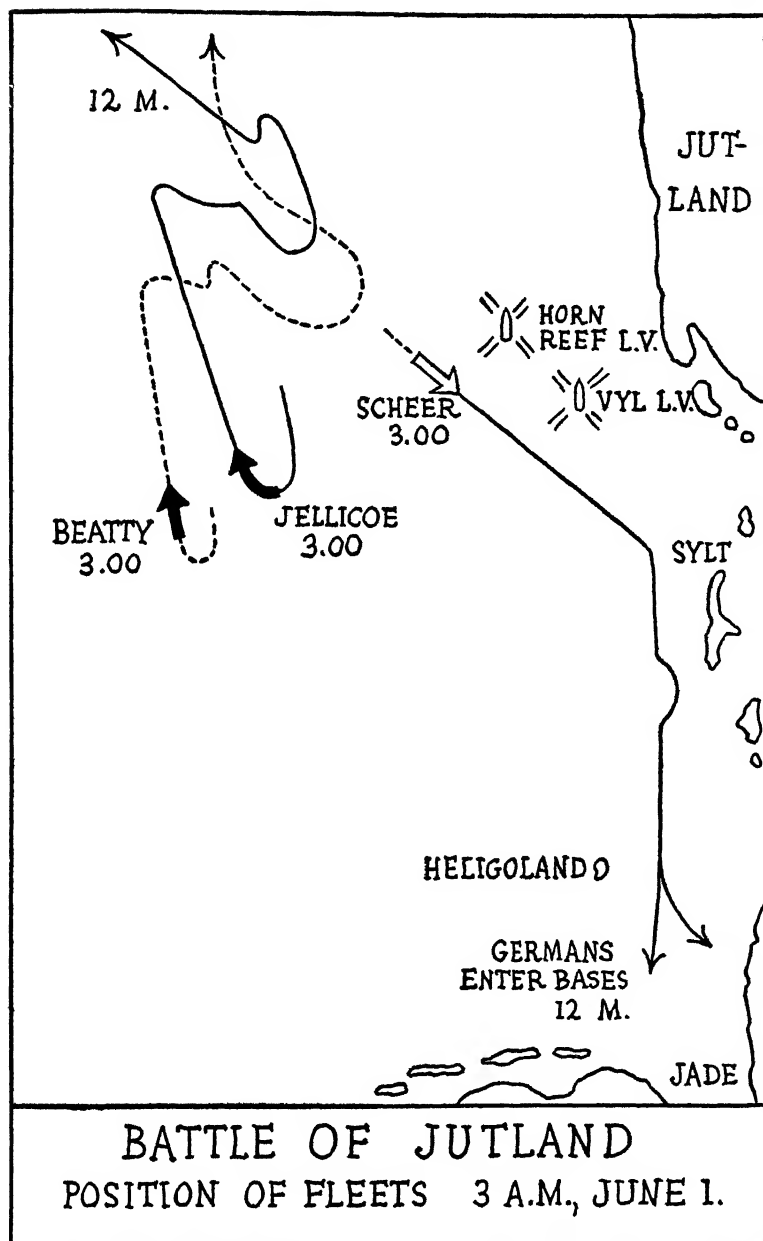 12 M.
JUT-
LAND
HORN
REEF L.V.
VYL L.V.
SCHEER
3.00
BEATTY
3.00
JELLICOE
3.00
SYLT
HELIGOLAND
GERMANS
ENTER BASES
12 M.
JADE
BATTLE OF JUTLAND
POSITION OF FLEETS 3 A.M., JUNE 1.